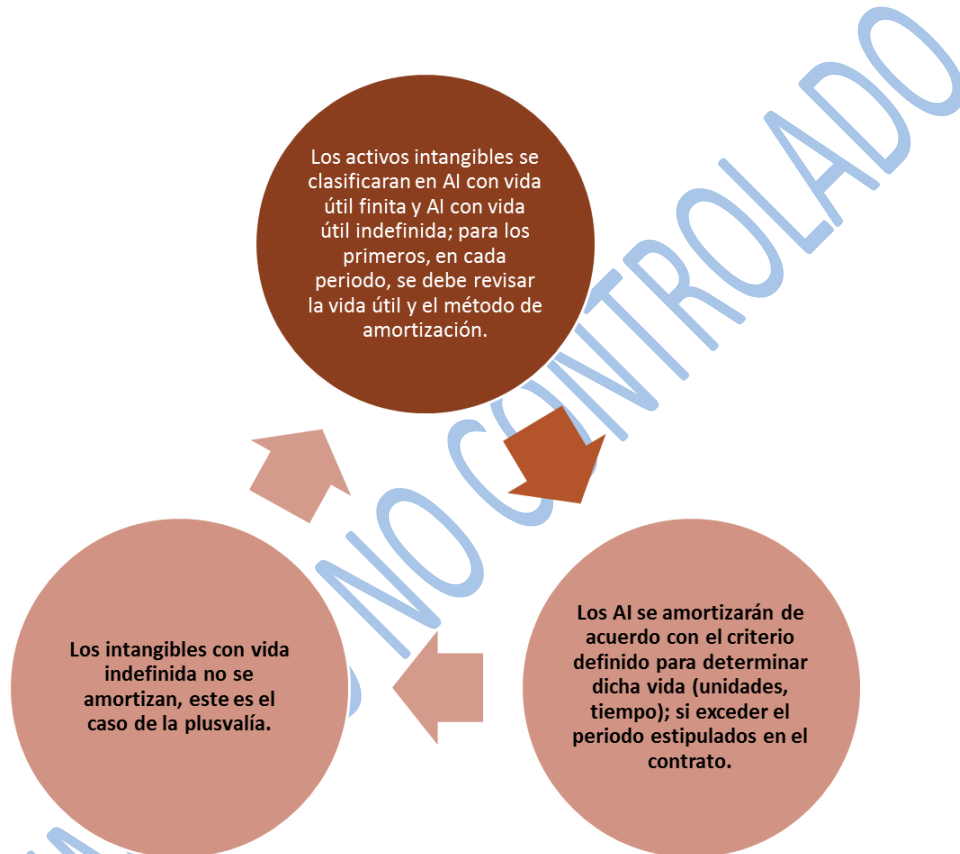 Los activos intangibles se
clasificaran en AI con vida
útil finita y AI con vida
útil indefinida; para los
primeros, en cada
periodo, se debe revisar
la vida útil y el método de
amortización.
Los AI se amortizarán de
acuerdo con el criterio
definido para determinar
dicha vida (unidades,
tiempo); si exceder el
periodo estipulados en el
contrato.
Los intangibles con vida
indefinida no se
amortizan, este es el
caso de la plusvalía.
NO CONTROLADO